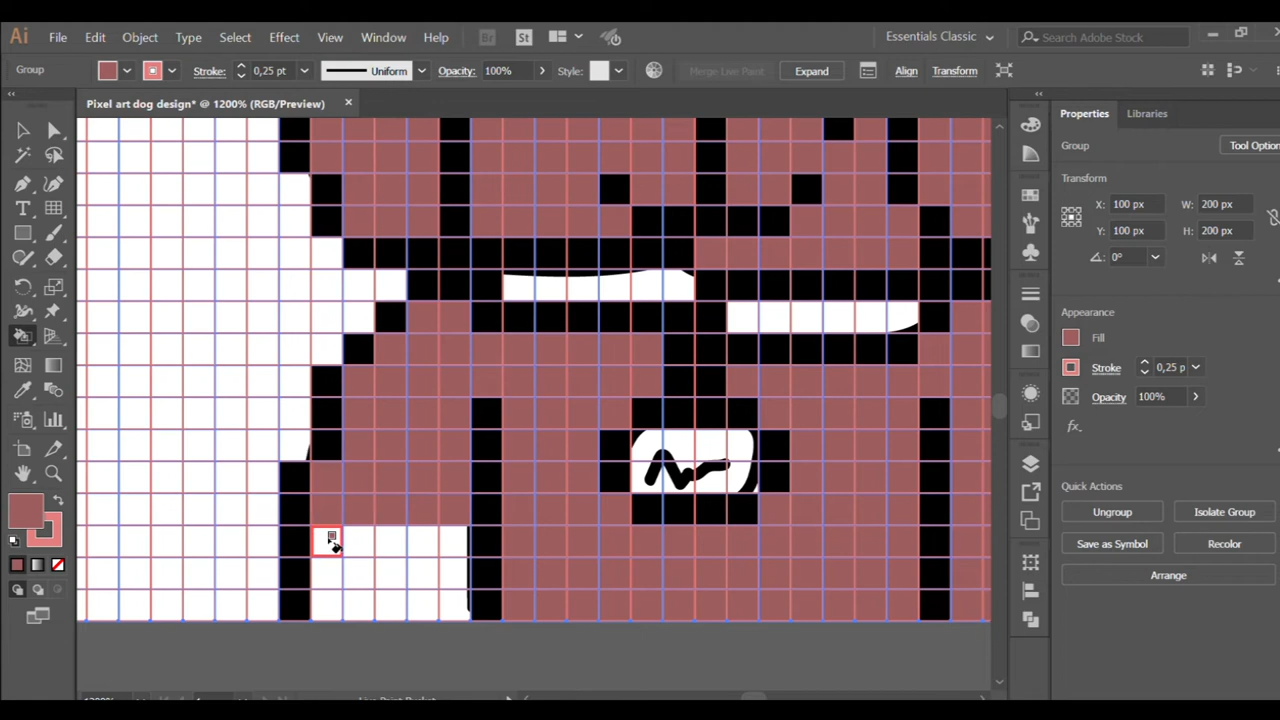 Ai File Edit Object Type Select Effect View Window Help Br St Essentials Classic Search Adobe Stock
Group Stroke: 0,25 pt Uniform Opacity: 100% Style: Merge Live Paint Expand Align Transform
Pixel art dog design* @ 1200% (RGB/Preview)
Properties Libraries
Group Tool Option
Transform
X: 100 px W: 200 px
Y: 100 px H: 200 px
0°
Appearance
Fill
Stroke 0,25 p
Opacity 100%
fx
Quick Actions
Ungroup Isolate Group
Save as Symbol Recolor
Arrange